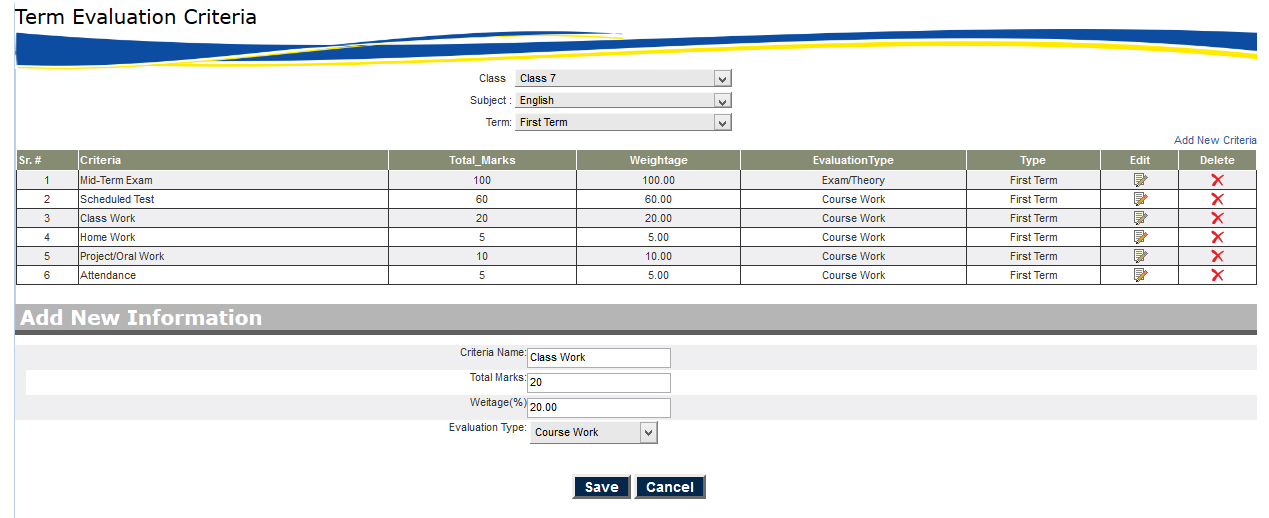 Term Evaluation Criteria
Class Class 7
Subject : English
Term: First Term
Add New Criteria
Sr. # Criteria Total_Marks Weightage EvaluationType Type Edit Delete
1 Mid-Term Exam 100 100.00 Exam/Theory First Term
2 Scheduled Test 60 60.00 Course Work First Term
3 Class Work 20 20.00 Course Work First Term
4 Home Work 5 5.00 Course Work First Term
5 Project/Oral Work 10 10.00 Course Work First Term
6 Attendance 5 5.00 Course Work First Term
Add New Information
Criteria Name: Class Work
Total Marks: 20
Weitage(%) 20.00
Evaluation Type: Course Work
Save Cancel